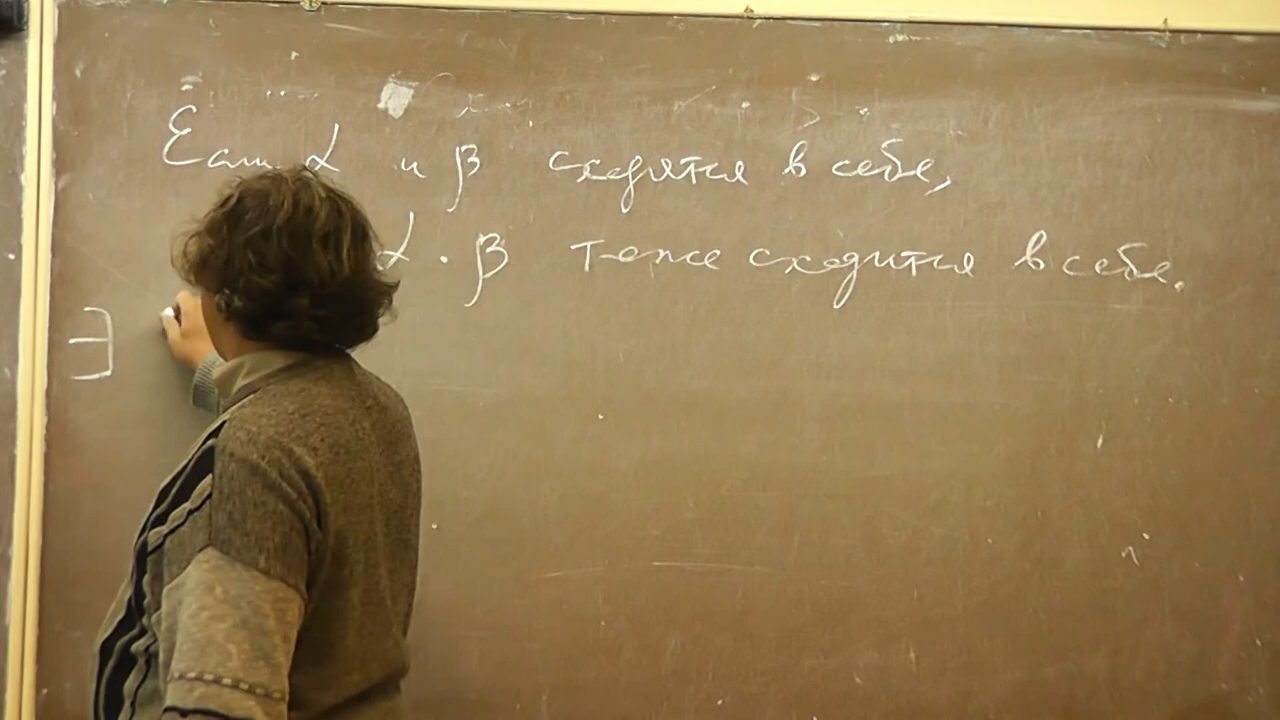 Если α и β сходятся в себе,
α · β тоже сходится в себе.
∃